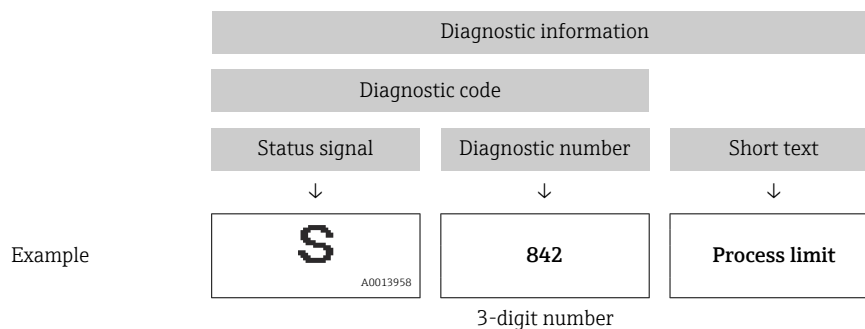 Diagnostic information
Diagnostic code
Status signal Diagnostic number Short text
↓ ↓ ↓
Example S 842 Process limit
A0013958
3-digit number